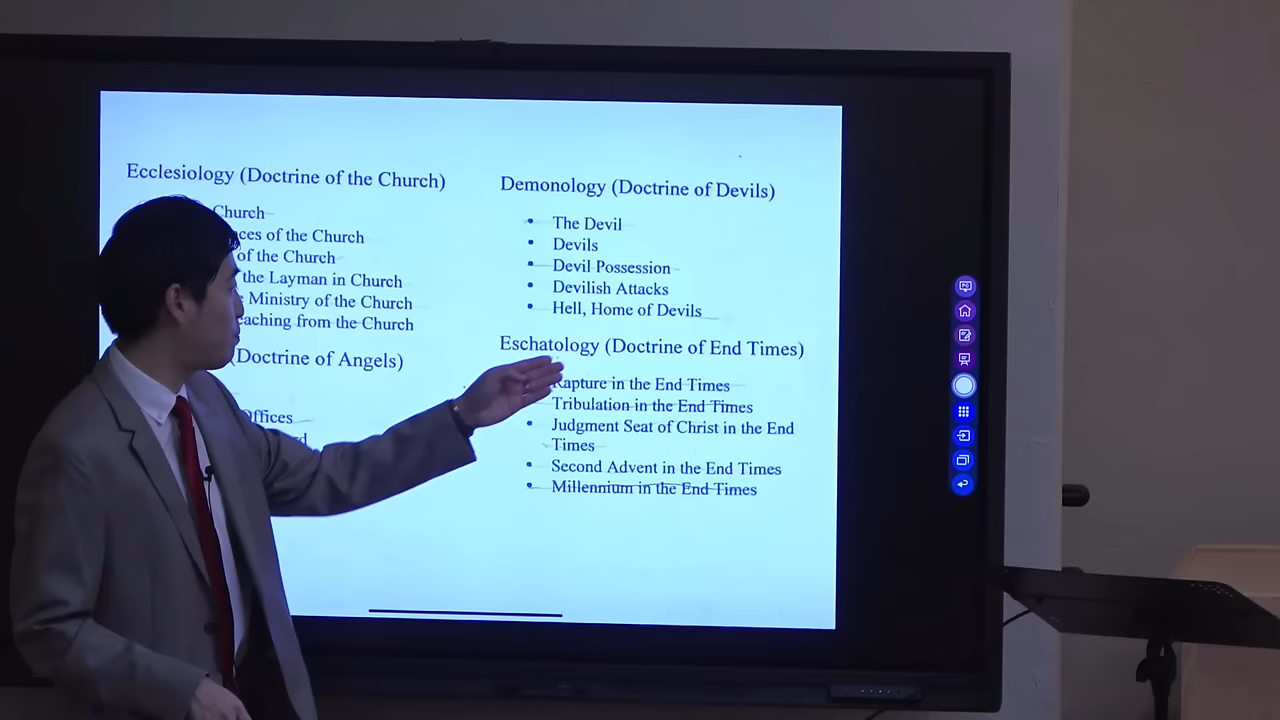 Ecclesiology (Doctrine of the Church)
Church
of the Church
of the Church
the Layman in Church
Ministry of the Church
from the Church
(Doctrine of Angels)
Offices
Demonology (Doctrine of Devils)
• The Devil
• Devils
• Devil Possession
• Devilish Attacks
• Hell, Home of Devils
Eschatology (Doctrine of End Times)
Rapture in the End Times
Tribulation in the End Times
• Judgment Seat of Christ in the End
Times
• Second Advent in the End Times
• Millennium in the End Times